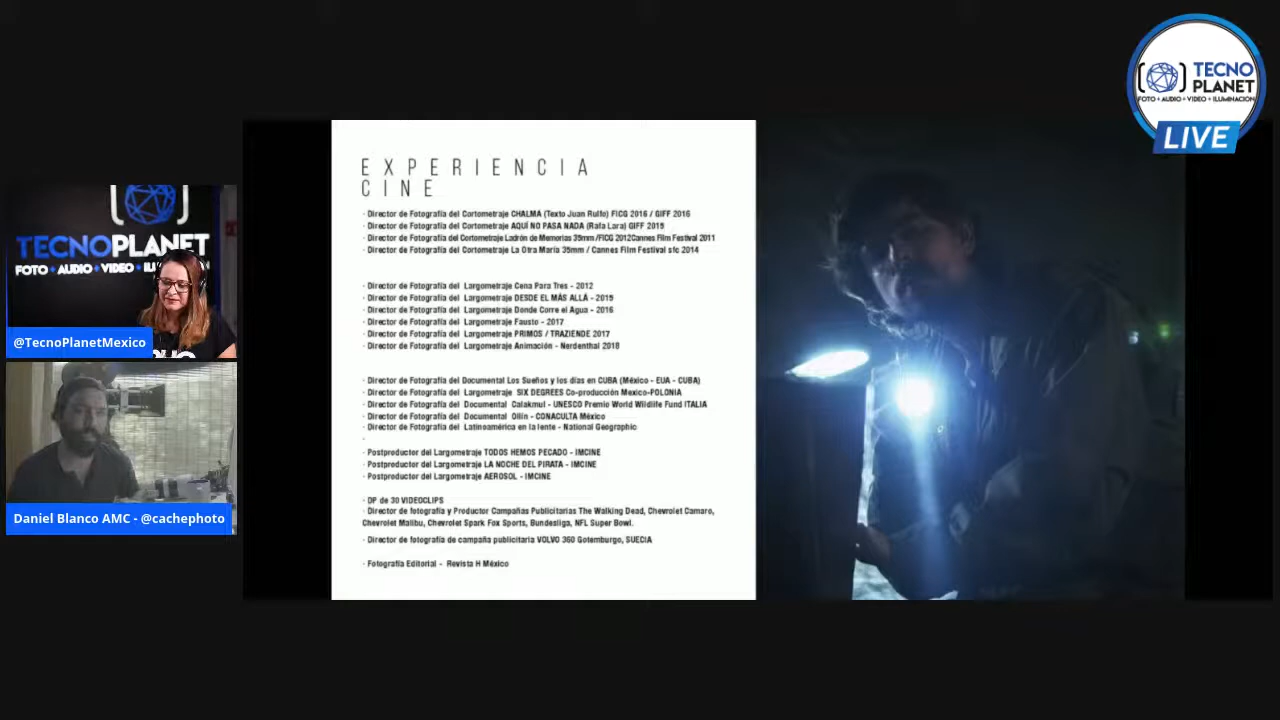 TECNO
PLANET
FOTO + AUDIO + VIDEO + ILUMINACIÓN
LIVE
TECNOPLANET
FOTO + AUDIO + VIDEO +
@TecnoPlanetMexico
Daniel Blanco AMC - @cachephoto
EXPERIENCIA
CINE
· Director de Fotografía del Cortometraje CHALMA (Texto Juan Rulfo) FICG 2016 / GIFF 2016
· Director de Fotografía del Cortometraje AQUÍ NO PASA NADA (Rafa Lara) GIFF 2015
· Director de Fotografía del Cortometraje Ladrón de Memorias 35mm /FICG 2012Cannes Film Festival 2011
· Director de Fotografía del Cortometraje La Otra María 35mm / Cannes Film Festival sfc 2014
· Director de Fotografía del Largometraje Cena Para Tres - 2012
· Director de Fotografía del Largometraje DESDE EL MÁS ALLÁ - 2015
· Director de Fotografía del Largometraje Donde Corre el Agua - 2016
· Director de Fotografía del Largometraje Fausto - 2017
· Director de Fotografía del Largometraje PRIMOS / TRAZIENDE 2017
· Director de Fotografía del Largometraje Animación - Nerdenthal 2018
· Director de Fotografía del Documental Los Sueños y los días en CUBA (México - EUA - CUBA)
· Director de Fotografía del Largometraje SIX DEGREES Co-producción Mexico-POLONIA
· Director de Fotografía del Documental Calakmul - UNESCO Premio World Wildlife Fund ITALIA
· Director de Fotografía del Documental Ollin - CONACULTA México
· Director de Fotografía del Latinoamérica en la lente - National Geographic
·
· Postproductor del Largometraje TODOS HEMOS PECADO - IMCINE
· Postproductor del Largometraje LA NOCHE DEL PIRATA - IMCINE
· Postproductor del Largometraje AEROSOL - IMCINE
· DP de 30 VIDEOCLIPS
· Director de fotografía y Productor Campañas Publicitarias The Walking Dead, Chevrolet Camaro,
Chevrolet Malibu, Chevrolet Spark Fox Sports, Bundesliga, NFL Super Bowl.
· Director de fotografía de campaña publicitaria VOLVO 360 Gotemburgo, SUECIA
· Fotografía Editorial - Revista H México